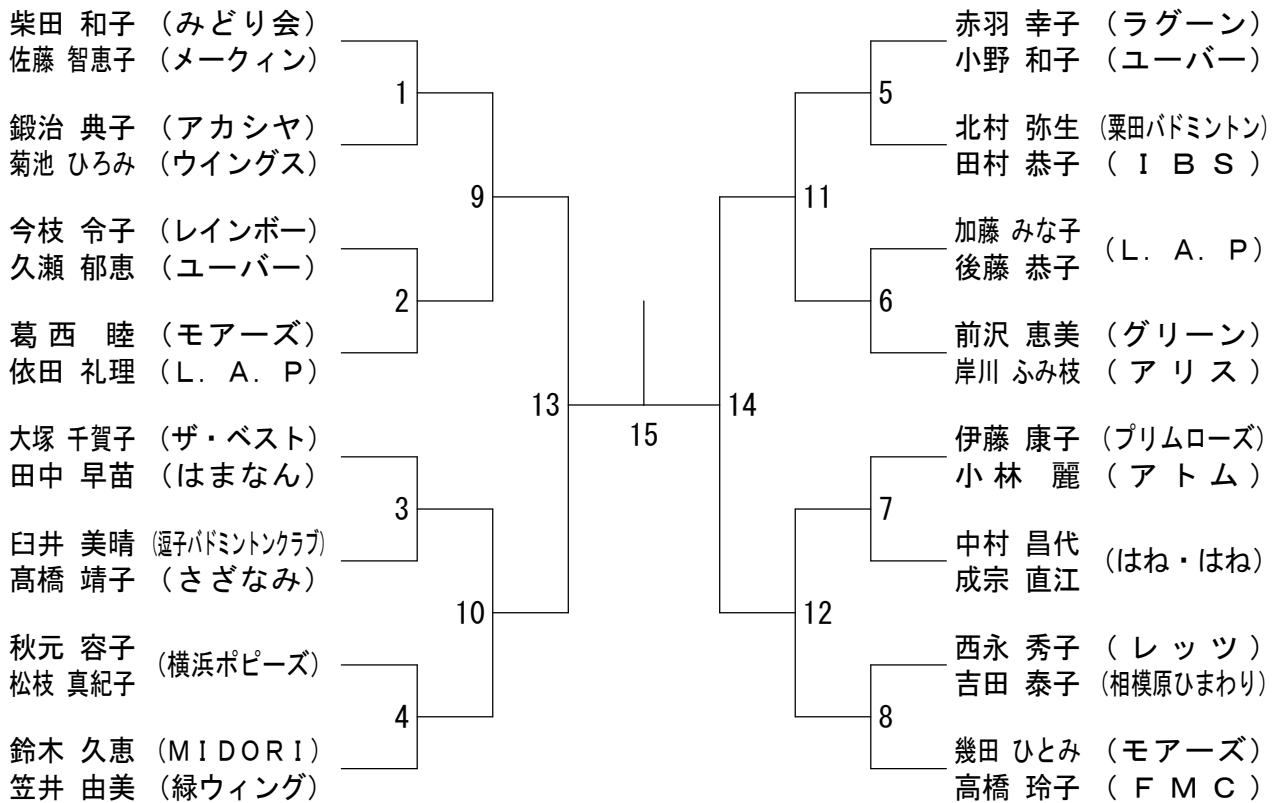 柴田 和子 (みどり会)
佐藤 智恵子 (メークィン)
1
鍛治 典子 (アカシヤ)
菊池 ひろみ (ウイングス)
9
今枝 令子 (レインボー)
久瀬 郁恵 (ユーバー)
2
葛西 睦 (モアーズ)
依田 礼理 (L. A. P)
13
大塚 千賀子 (ザ・ベスト)
田中 早苗 (はまなん)
3
臼井 美晴 (逗子バドミントンクラブ)
髙橋 靖子 (さざなみ)
10
秋元 容子
松枝 真紀子
(横浜ポピーズ)
4
鈴木 久恵 (MIDORI)
笠井 由美 (緑ウィング)
15
赤羽 幸子 (ラグーン)
小野 和子 (ユーバー)
5
北村 弥生 (粟田バドミントン)
田村 恭子 (IBS)
11
加藤 みな子
後藤 恭子
(L. A. P)
6
前沢 恵美 (グリーン)
岸川 ふみ枝 (アリス)
14
伊藤 康子 (プリムローズ)
小林 麗 (アトム)
7
中村 昌代
成宗 直江
(はね・はね)
12
西永 秀子 (レッツ)
吉田 泰子 (相模原ひまわり)
8
幾田 ひとみ (モアーズ)
高橋 玲子 (FMC)